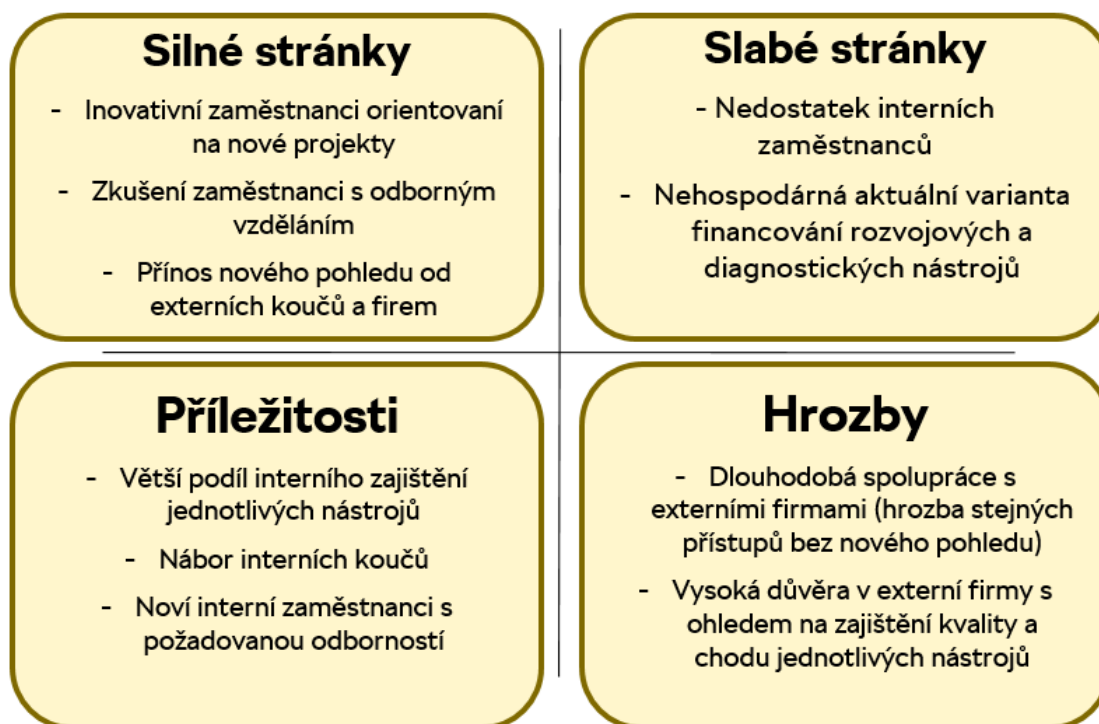 Silné stránky
- Inovativní zaměstnanci orientovaní
na nové projekty
- Zkušení zaměstnanci s odborným
vzděláním
- Přínos nového pohledu od
externích koučů a firem
Slabé stránky
- Nedostatek interních
zaměstnanců
- Nehospodárná aktuální varianta
financování rozvojových a
diagnostických nástrojů
Příležitosti
- Větší podíl interního zajištění
jednotlivých nástrojů
- Nábor interních koučů
- Noví interní zaměstnanci s
požadovanou odborností
Hrozby
- Dlouhodobá spolupráce s
externími firmami (hrozba stejných
přístupů bez nového pohledu)
- Vysoká důvěra v externí firmy s
ohledem na zajištění kvality a
chodu jednotlivých nástrojů